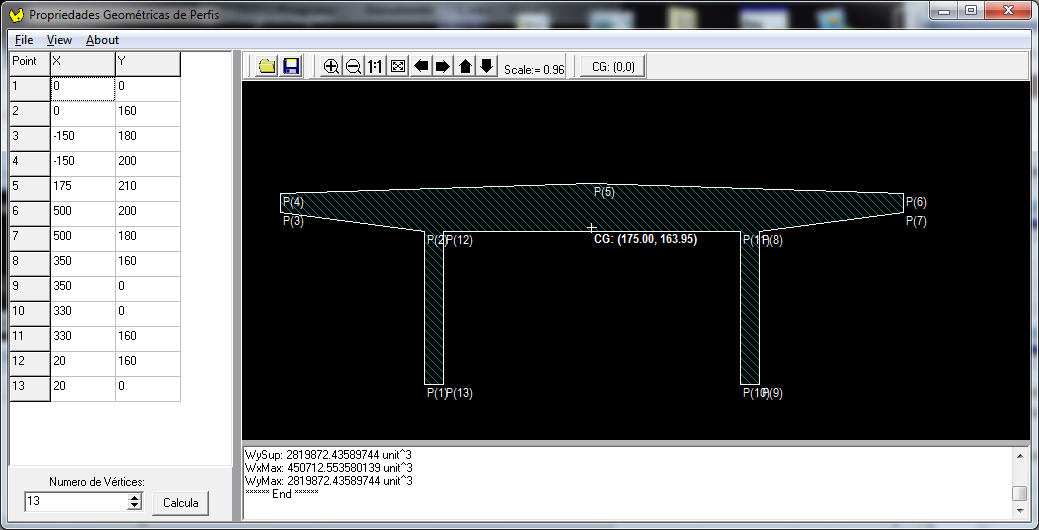 Propriedades Geométricas de Perfis
File View About
Point X Y
1 0 0
2 0 160
3 -150 180
4 -150 200
5 175 210
6 500 200
7 500 180
8 350 160
9 350 0
10 330 0
11 330 160
12 20 160
13 20 0
Numero de Vértices:
13 Calcula
1:1 Scale:= 0.96 CG: (0,0)
P(5)
P(4) P(6)
P(3) P(7)
P(2) P(12) CG: (175.00, 163.95) P(11) P(8)
P(1) P(13) P(10) P(9)
WySup: 2819872.43589744 unit^3
WxMax: 450712.553580139 unit^3
WyMax: 2819872.43589744 unit^3
****** End ******